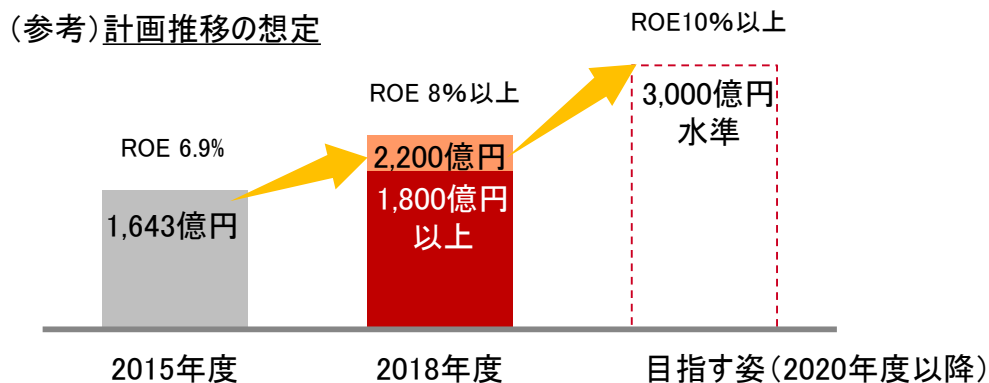 （参考）計画推移の想定
ROE10％以上
ROE 8％以上
ROE 6.9%
3,000億円
水準
2,200億円
1,800億円
以上
1,643億円
2015年度
2018年度
目指す姿（2020年度以降）